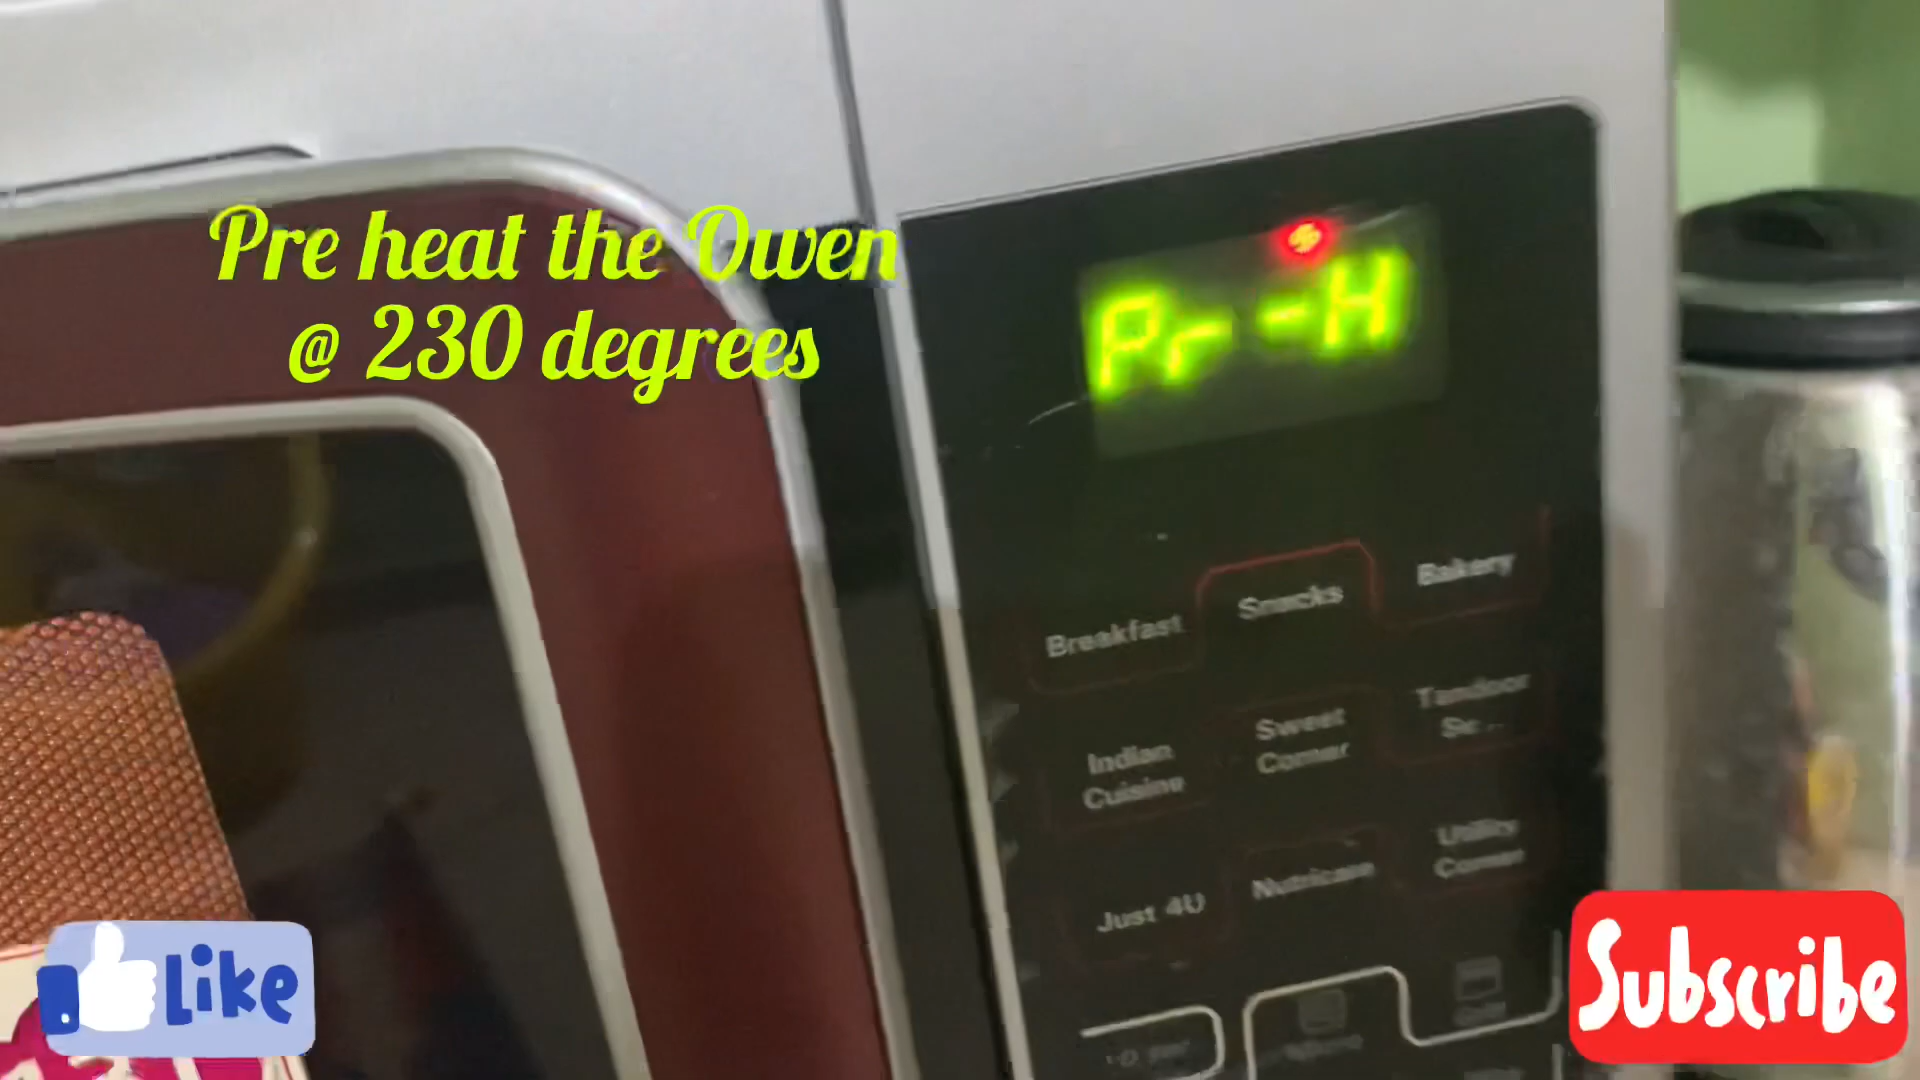 Pre heat the Owen
@ 230 degrees
Pr-H
Breakfast
Snacks
Bakery
Indian
Cuisine
Sweet
Corner
Tandoor
Just 4U
Nutricare
Utility
Corner
Like
Subscribe